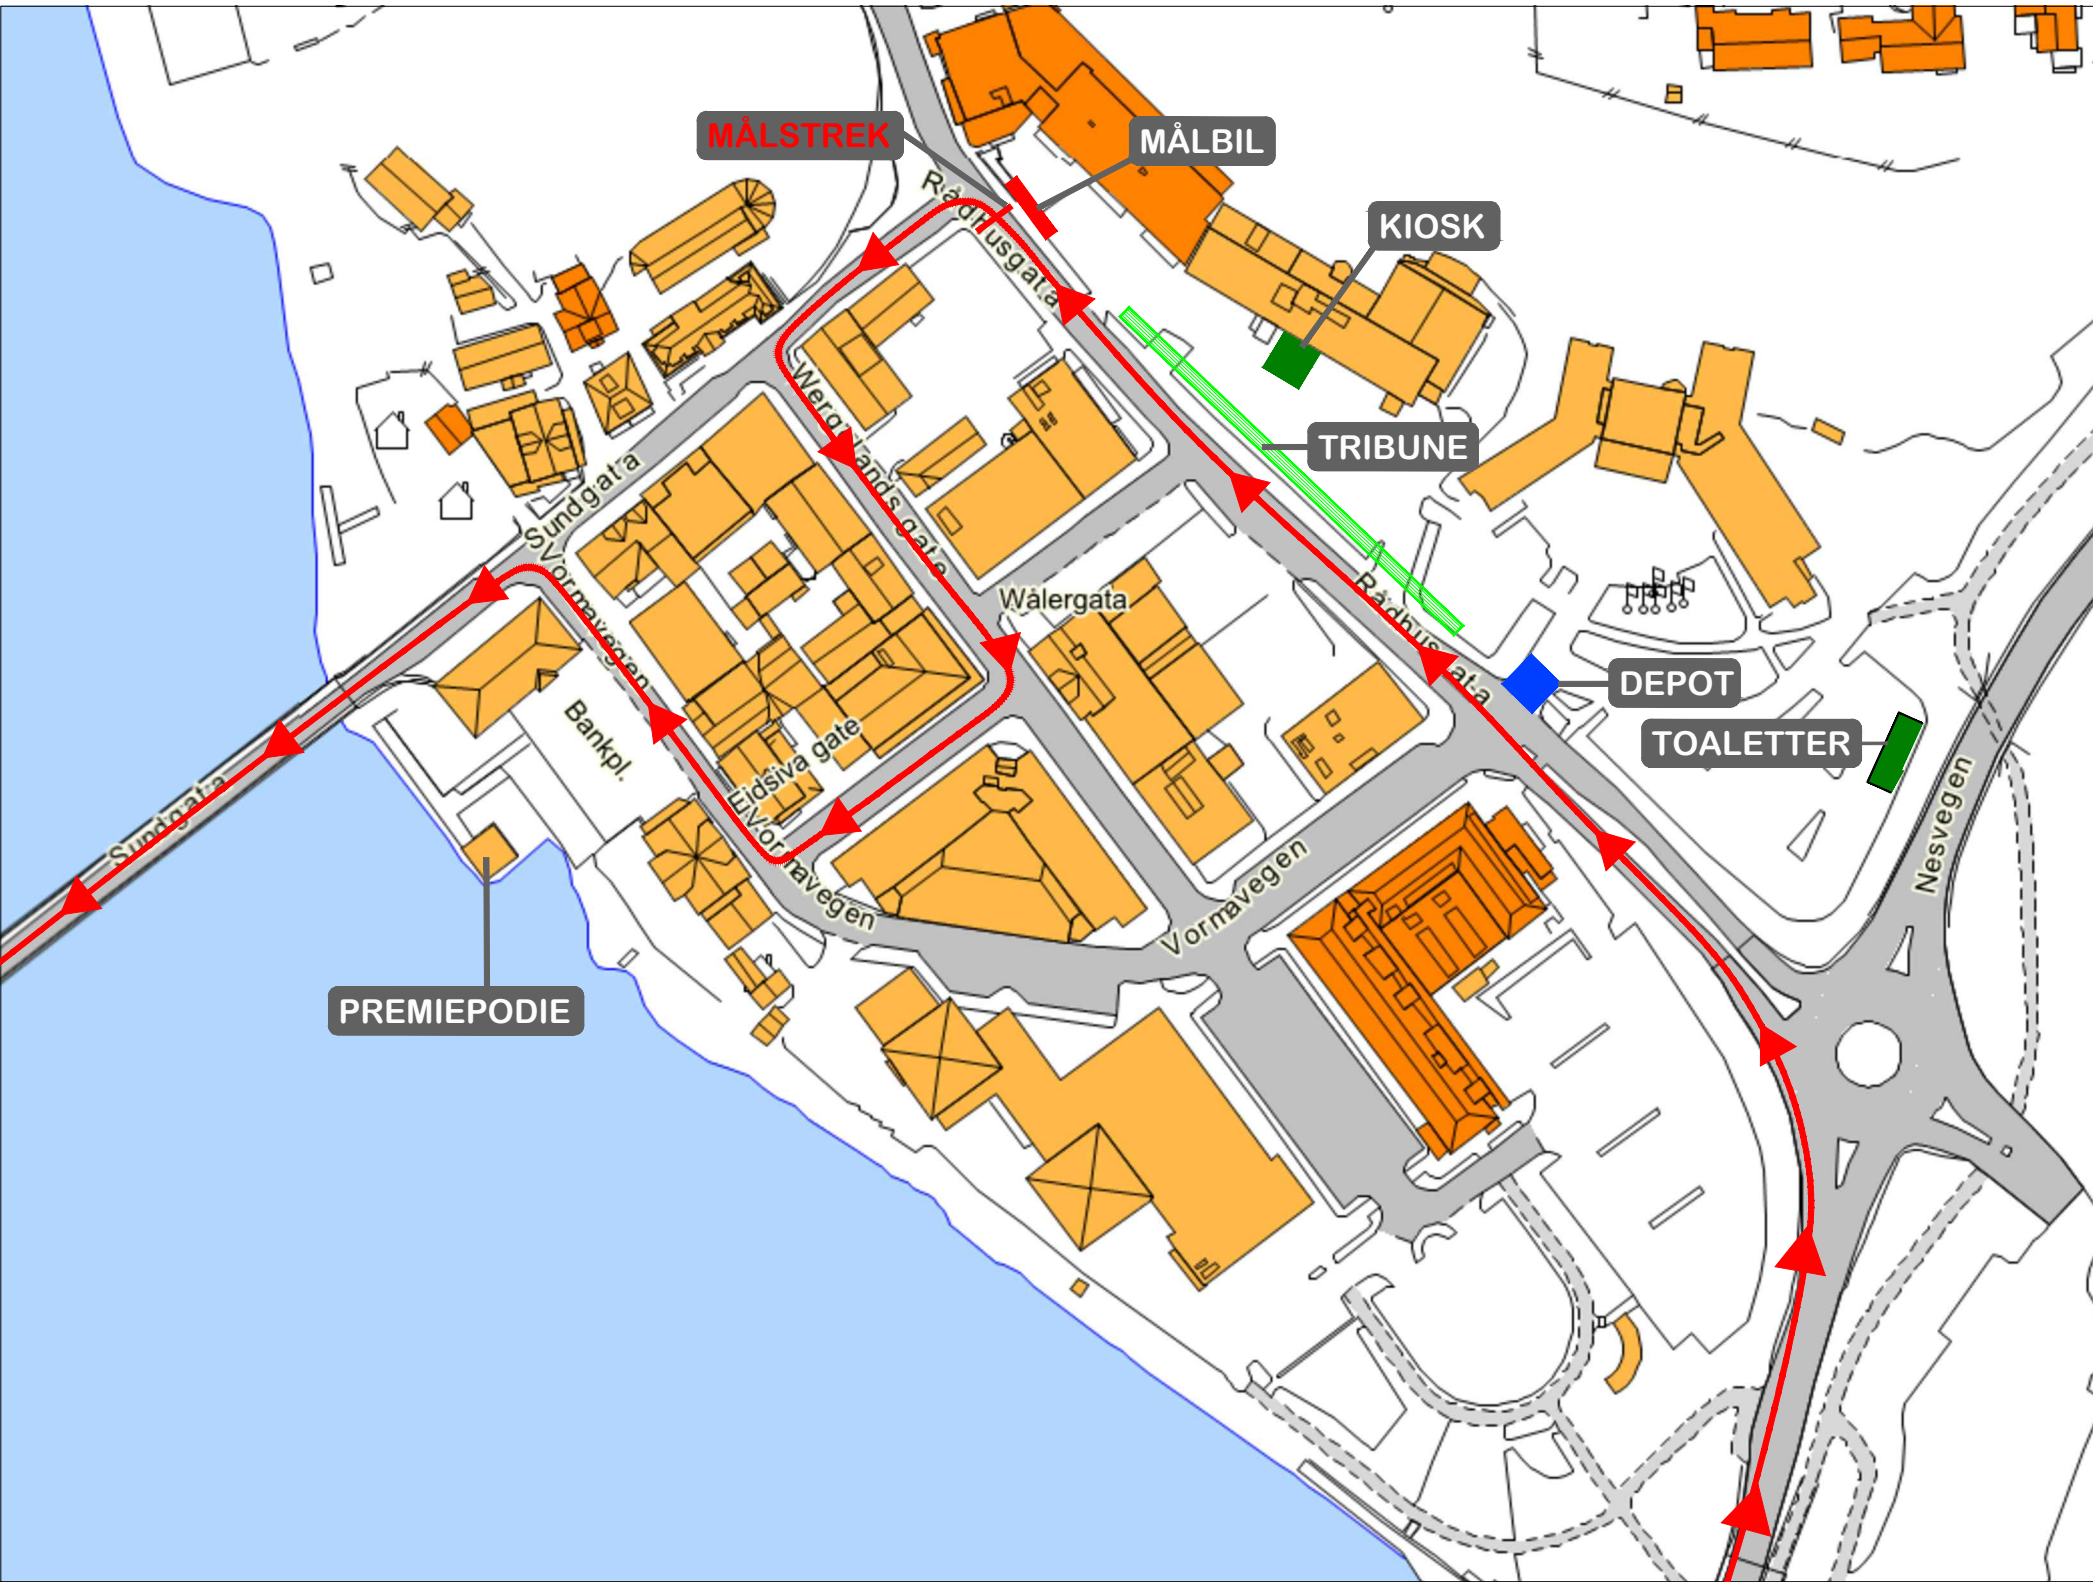 MÅLSTREK
MÅLBIL
Rådhusgata
KIOSK
TRIBUNE
Wergelands gate
Sundgata
Vormavegen
Wålergata
Rådhusgata
DEPOT
TOALETTER
Bankpl.
Eidsiva gate
Sundgata
Vormavegen
Vormavegen
Nesvegen
PREMIEPODIE